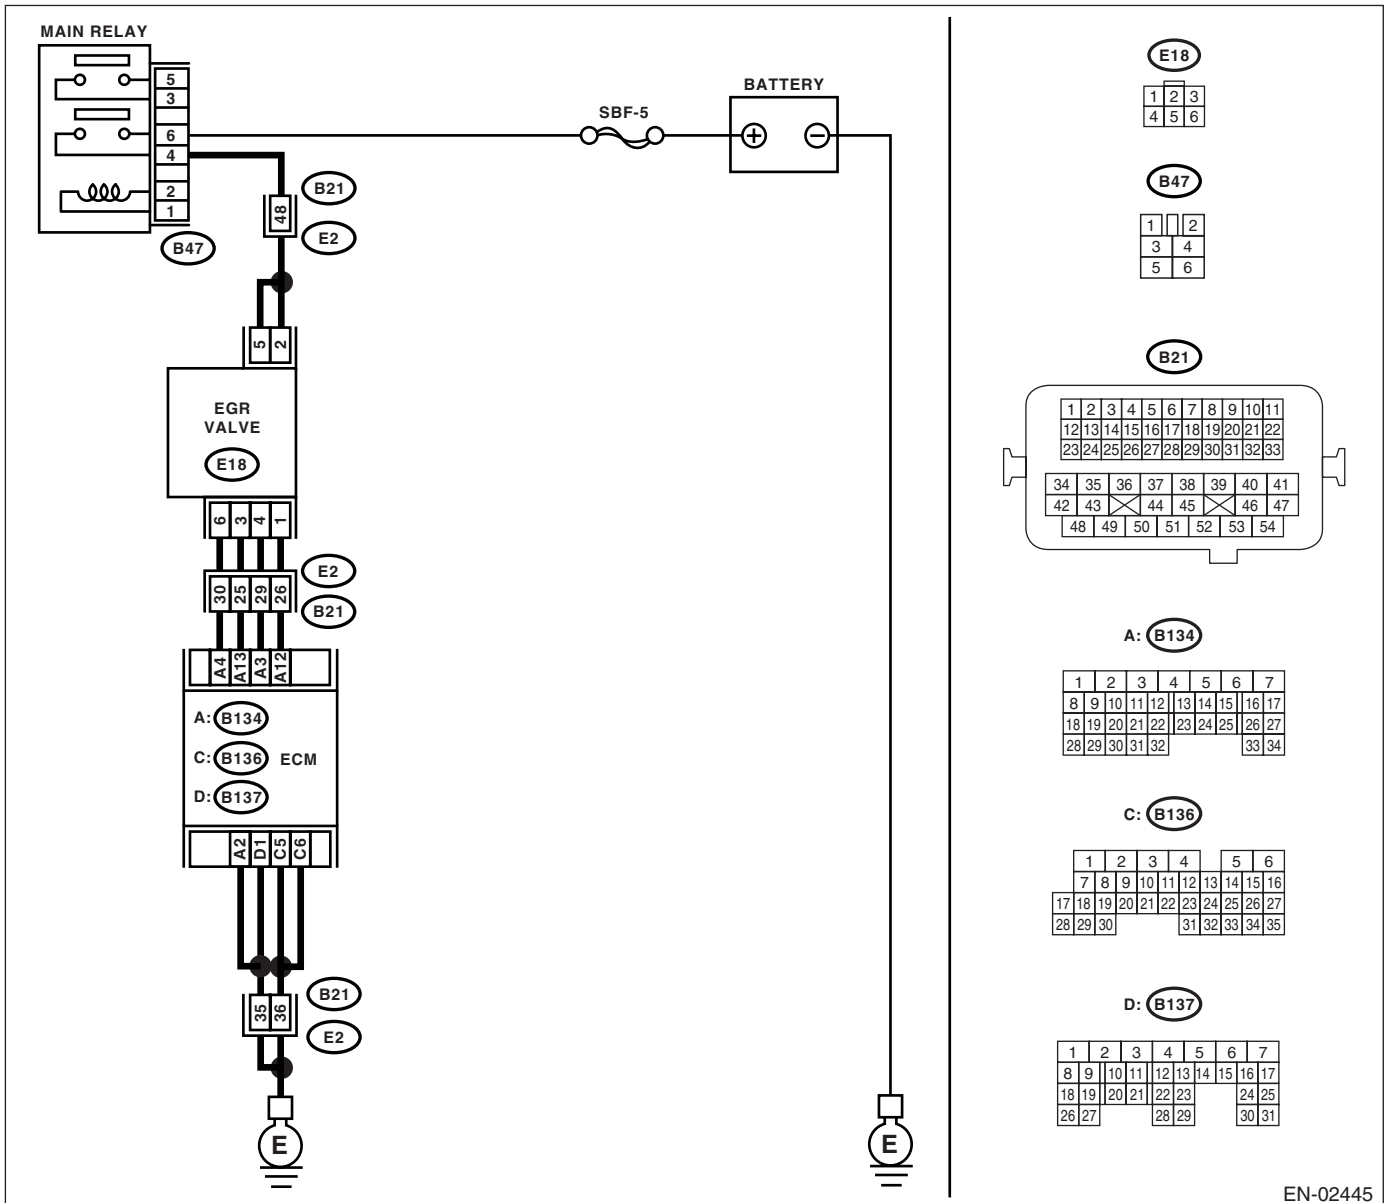 MAIN RELAY
5
3
6
4
2
1
B47
SBF-5
BATTERY
+ −
48
B21
E2
5 2
EGR
VALVE
E18
6 3 4 1
E2
30 25 29 26
B21
A4 A13 A3 A12
A: B134
C: B136 ECM
D: B137
A2 D1 C5 C6
B21
35 36
E2
E
E
E18
1 2 3
4 5 6
B47
1 2
3 4
5 6
B21
1 2 3 4 5 6 7 8 9 10 11
12 13 14 15 16 17 18 19 20 21 22
23 24 25 26 27 28 29 30 31 32 33
34 35 36 37 38 39 40 41
42 43 44 45 46 47
48 49 50 51 52 53 54
A: B134
1 2 3 4 5 6 7
8 9 10 11 12 13 14 15 16 17
18 19 20 21 22 23 24 25 26 27
28 29 30 31 32 33 34
C: B136
1 2 3 4 5 6
7 8 9 10 11 12 13 14 15 16
17 18 19 20 21 22 23 24 25 26 27
28 29 30 31 32 33 34 35
D: B137
1 2 3 4 5 6 7
8 9 10 11 12 13 14 15 16 17
18 19 20 21 22 23 24 25
26 27 28 29 30 31
EN-02445